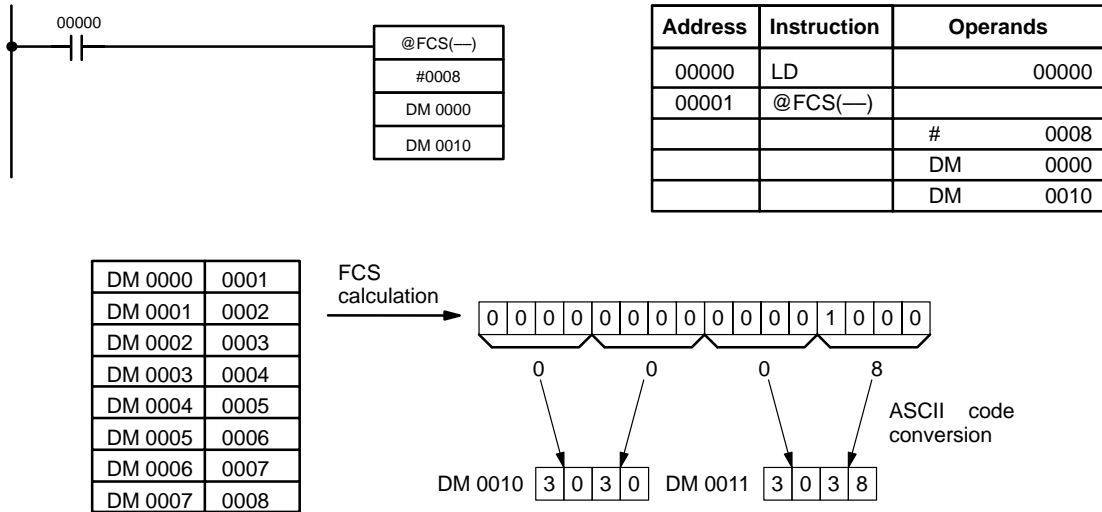 00000
@FCS(––)
#0008
DM 0000
DM 0010
Address Instruction Operands
00000 LD 00000
00001 @FCS(––)
# 0008
DM 0000
DM 0010
DM 0000 0001
DM 0001 0002
DM 0002 0003
DM 0003 0004
DM 0004 0005
DM 0005 0006
DM 0006 0007
DM 0007 0008
FCS
calculation
0 0 0 0 0 0 0 0 0 0 0 0 1 0 0 0
0 0 0 8
ASCII code
conversion
DM 0010 3 0 3 0 DM 0011 3 0 3 8